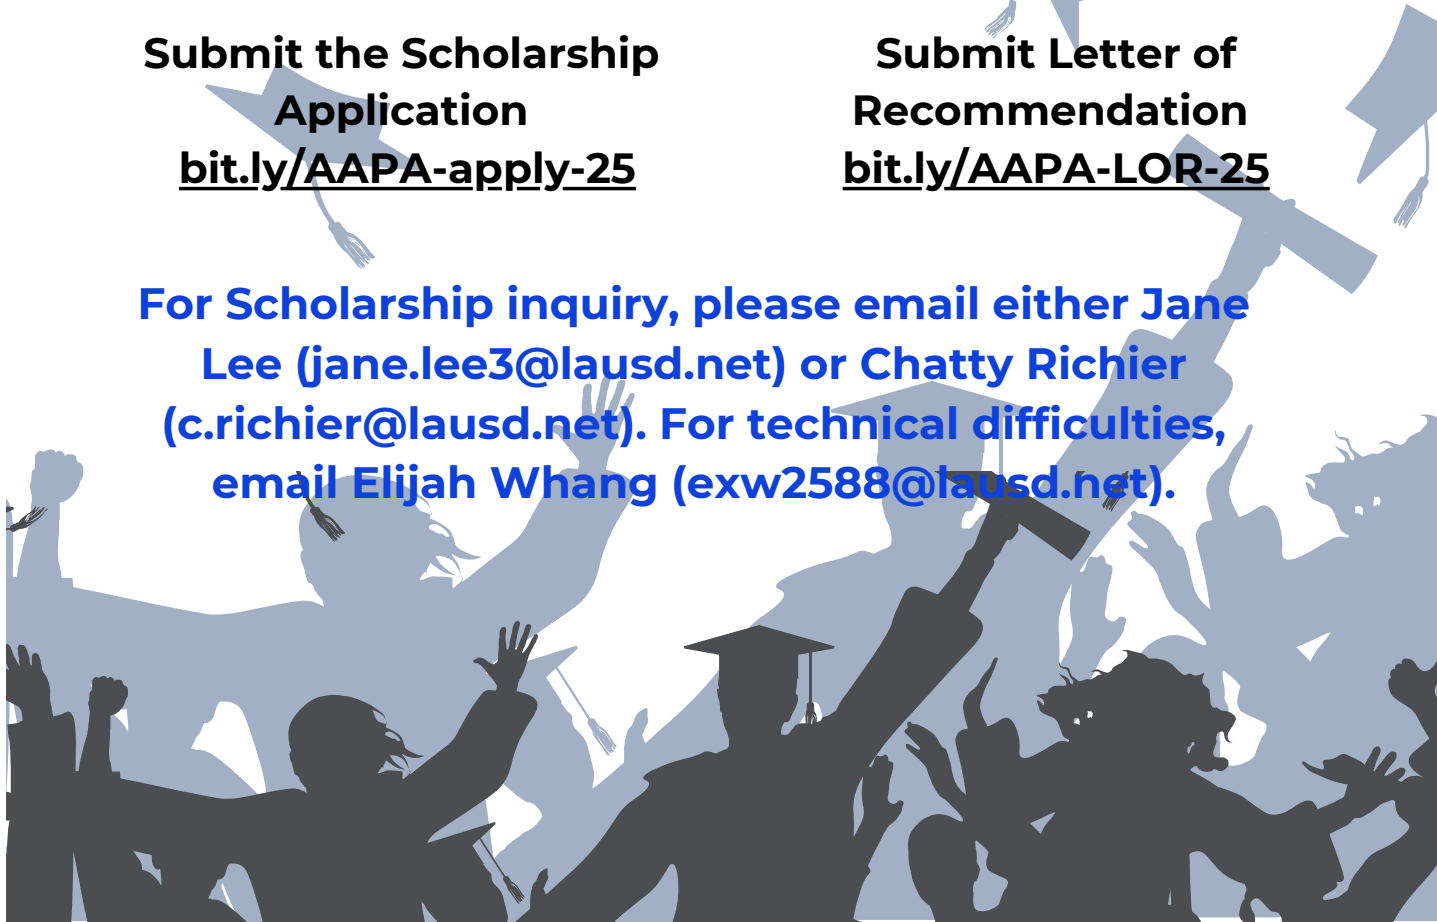 Submit the Scholarship
Application
bit.ly/AAPA-apply-25
Submit Letter of
Recommendation
bit.ly/AAPA-LOR-25
For Scholarship inquiry, please email either Jane
Lee (jane.lee3@lausd.net) or Chatty Richier
(c.richier@lausd.net). For technical difficulties,
email Elijah Whang (exw2588@lausd.net).